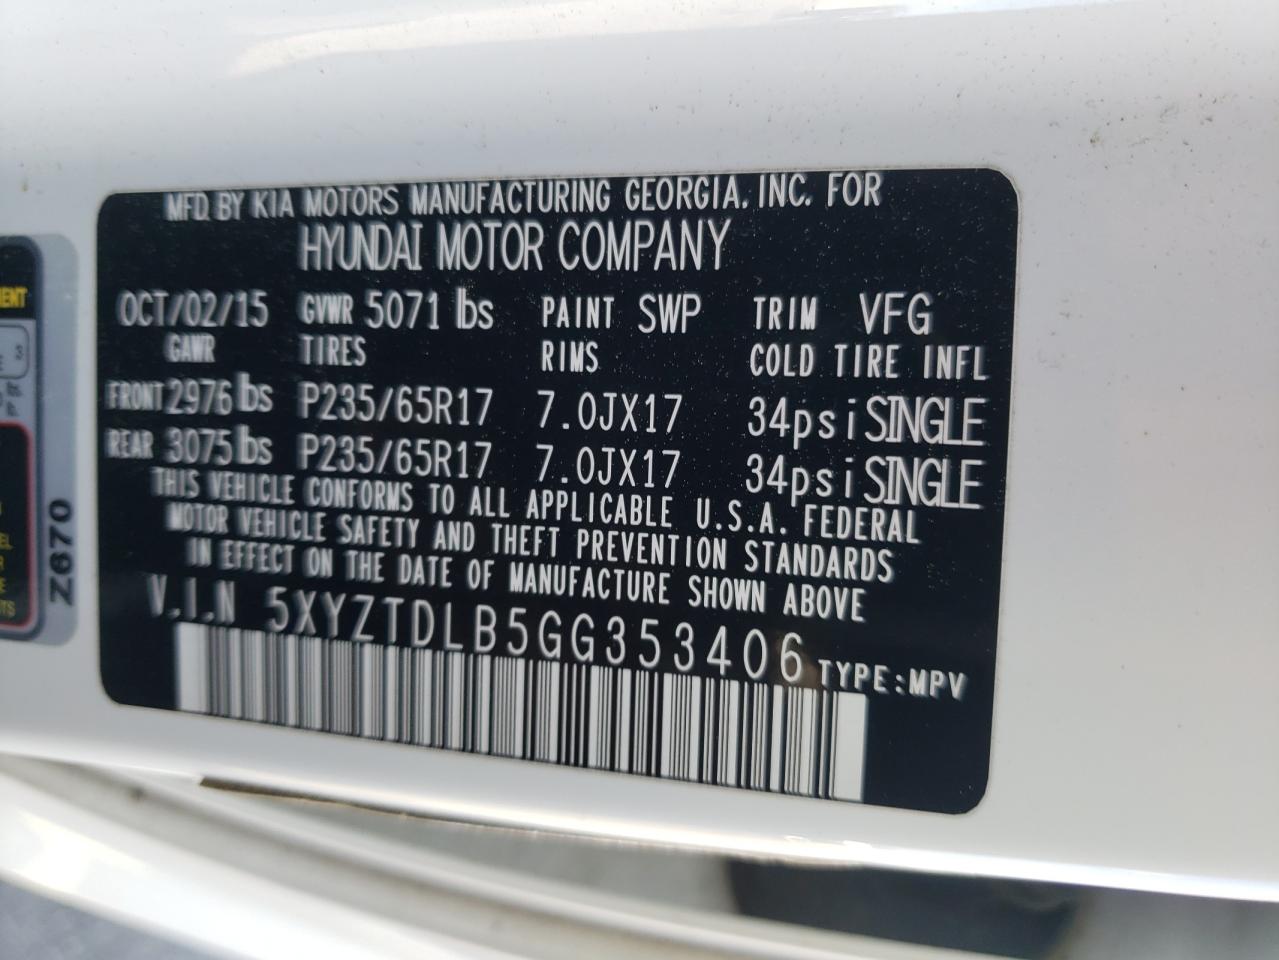 MFD. BY KIA MOTORS MANUFACTURING GEORGIA, INC. FOR
HYUNDAI MOTOR COMPANY
OCT/02/15 GVWR 5071 lbs PAINT SWP TRIM VFG
GAWR TIRES RIMS COLD TIRE INFL
FRONT 2976 lbs P235/65R17 7.0JX17 34psi SINGLE
REAR 3075 lbs P235/65R17 7.0JX17 34psi SINGLE
THIS VEHICLE CONFORMS TO ALL APPLICABLE U.S.A. FEDERAL
MOTOR VEHICLE SAFETY AND THEFT PREVENTION STANDARDS
IN EFFECT ON THE DATE OF MANUFACTURE SHOWN ABOVE
V.I.N 5XYZTDLB5GG353406 TYPE:MPV
Z670